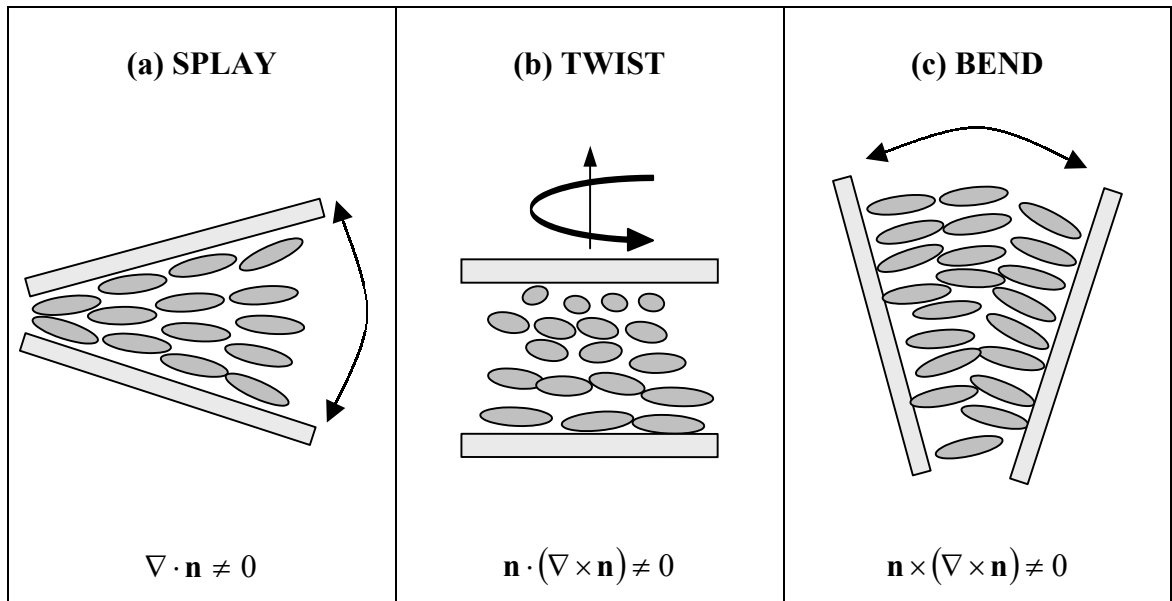 (a) SPLAY
(b) TWIST
(c) BEND
∇ · n ≠ 0
n · (∇ × n) ≠ 0
n × (∇ × n) ≠ 0